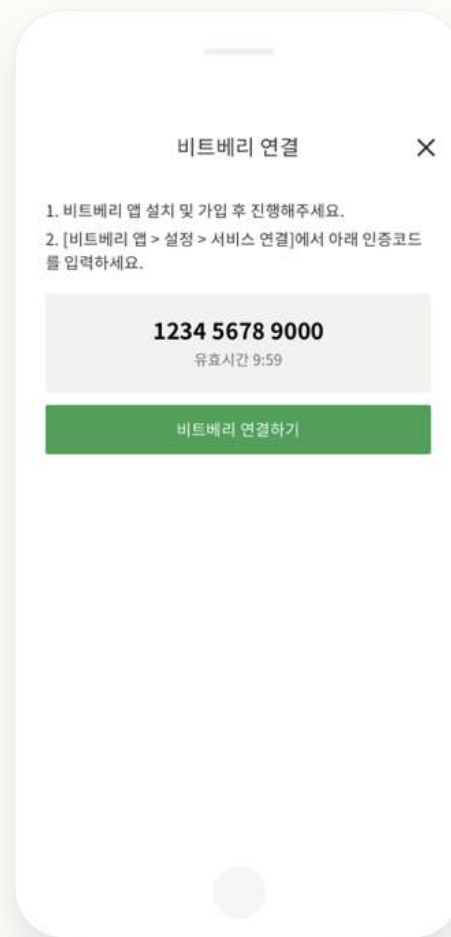 비트베리 연결
1. 비트베리 앱 설치 및 가입 후 진행해주세요.
2. [비트베리 앱 > 설정 > 서비스 연결]에서 아래 인증코드
를 입력하세요.
1234 5678 9000
유효시간 9:59
비트베리 연결하기